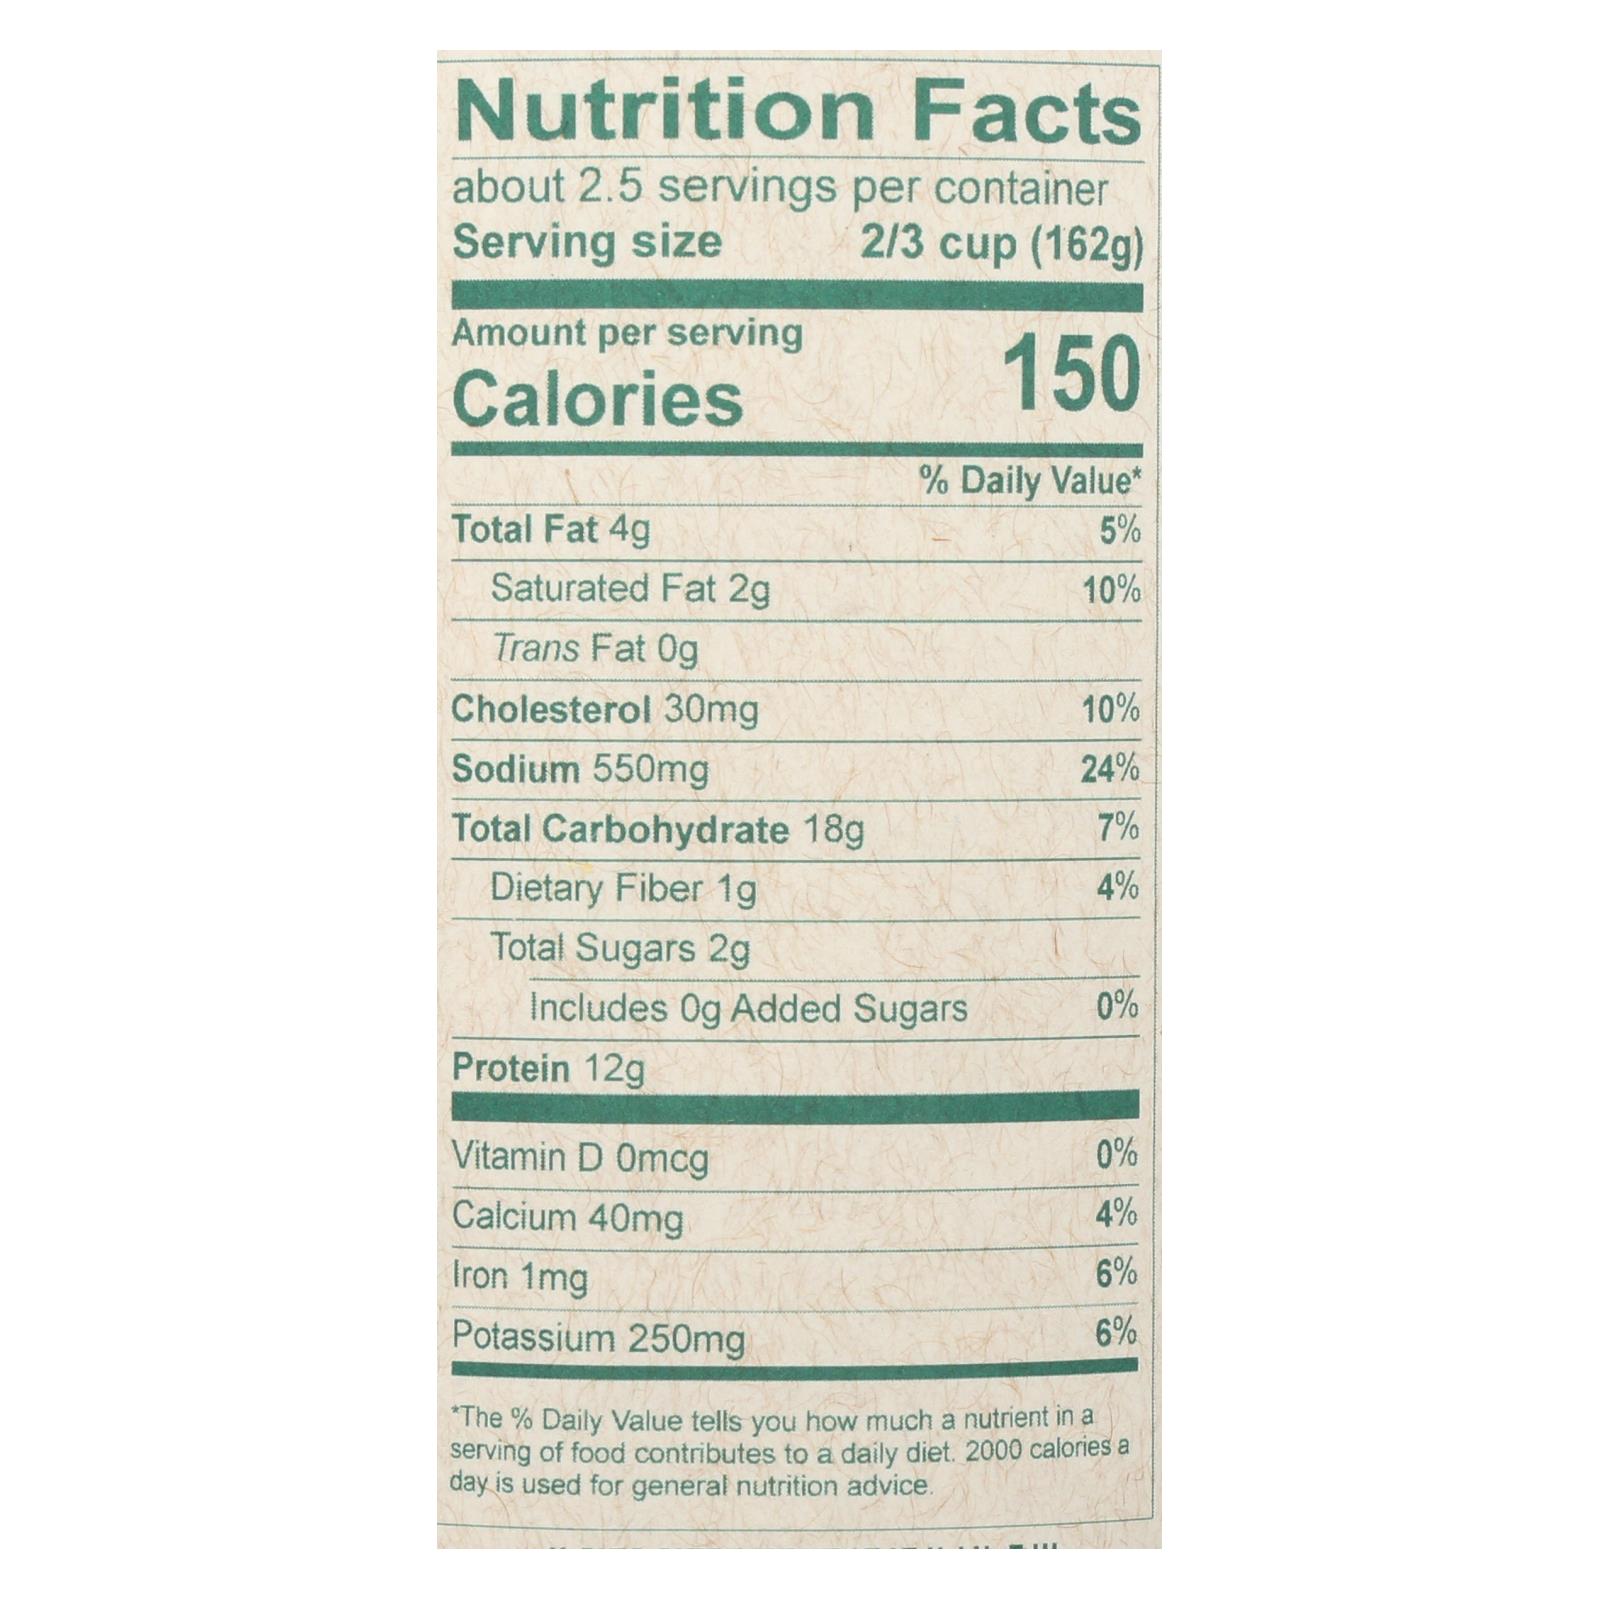 Nutrition Facts
about 2.5 servings per container
Serving size 2/3 cup (162g)
Amount per serving
Calories 150
% Daily Value*
Total Fat 4g 5%
Saturated Fat 2g 10%
Trans Fat 0g
Cholesterol 30mg 10%
Sodium 550mg 24%
Total Carbohydrate 18g 7%
Dietary Fiber 1g 4%
Total Sugars 2g
Includes 0g Added Sugars 0%
Protein 12g
Vitamin D 0mcg 0%
Calcium 40mg 4%
Iron 1mg 6%
Potassium 250mg 6%
*The % Daily Value tells you how much a nutrient in a
serving of food contributes to a daily diet. 2000 calories a
day is used for general nutrition advice.